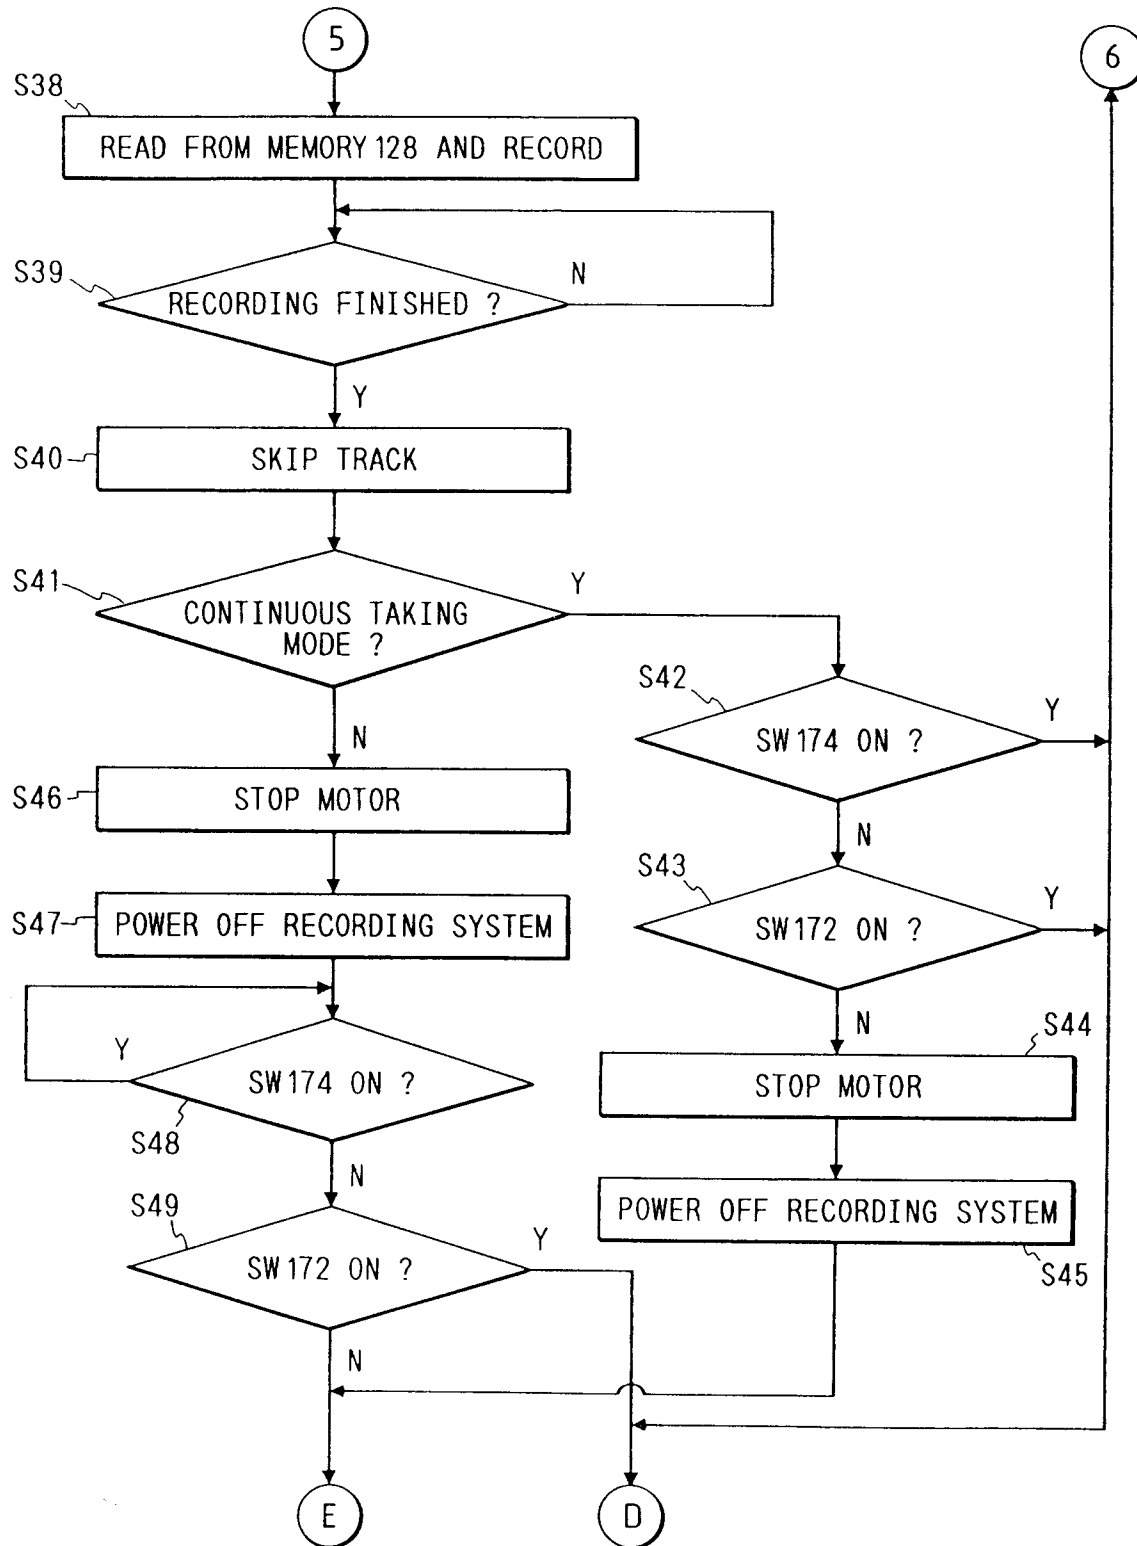 5
6
S38
READ FROM MEMORY 128 AND RECORD
S39
RECORDING FINISHED ?
N
Y
S40
SKIP TRACK
S41
CONTINUOUS TAKING
MODE ?
Y
N
S42
SW 174 ON ?
Y
N
S46
STOP MOTOR
S43
SW 172 ON ?
Y
N
S47
POWER OFF RECORDING SYSTEM
S44
STOP MOTOR
Y
SW 174 ON ?
S48
N
S45
POWER OFF RECORDING SYSTEM
S49
SW 172 ON ?
Y
N
E
D